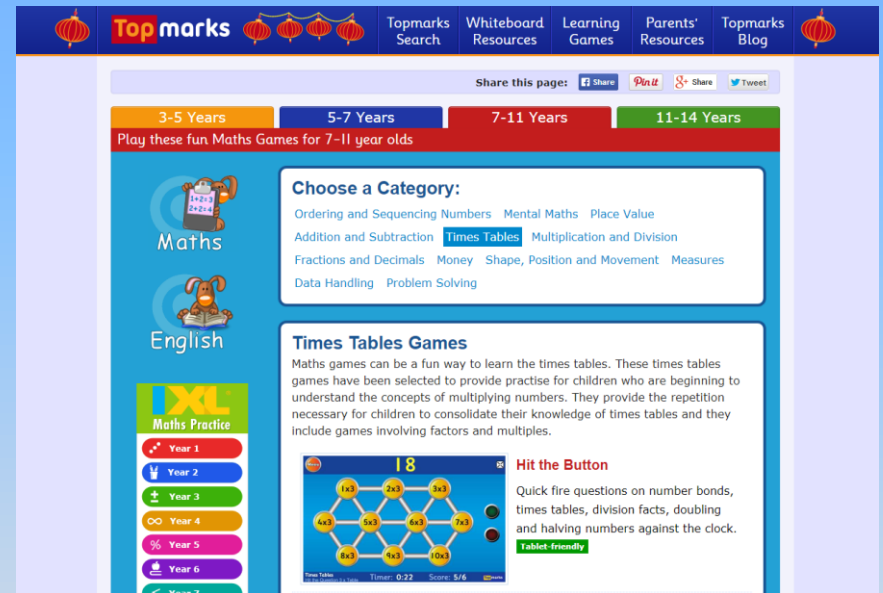 Topmarks
Topmarks Search
Whiteboard Resources
Learning Games
Parents' Resources
Topmarks Blog
Share this page: Share Pin it 8+ Share Tweet
3-5 Years 5-7 Years 7-11 Years 11-14 Years
Play these fun Maths Games for 7-11 year olds
1+2=3
2+2=4
Maths
English
Choose a Category:
Ordering and Sequencing Numbers Mental Maths Place Value
Addition and Subtraction Times Tables Multiplication and Division
Fractions and Decimals Money Shape, Position and Movement Measures
Data Handling Problem Solving
Times Tables Games
Maths games can be a fun way to learn the times tables. These times tables
games have been selected to provide practise for children who are beginning to
understand the concepts of multiplying numbers. They provide the repetition
necessary for children to consolidate their knowledge of times tables and they
include games involving factors and multiples.
IXL
Maths Practice
Year 1
Year 2
Year 3
Year 4
% Year 5
Year 6
18
1x3 2x3 3x3
4x3 5x3 6x3 7x3
8x3 9x3 10x3
Times Tables
Timer: 0:22 Score: 5/6
Hit the Button
Quick fire questions on number bonds,
times tables, division facts, doubling
and halving numbers against the clock.
Tablet-friendly